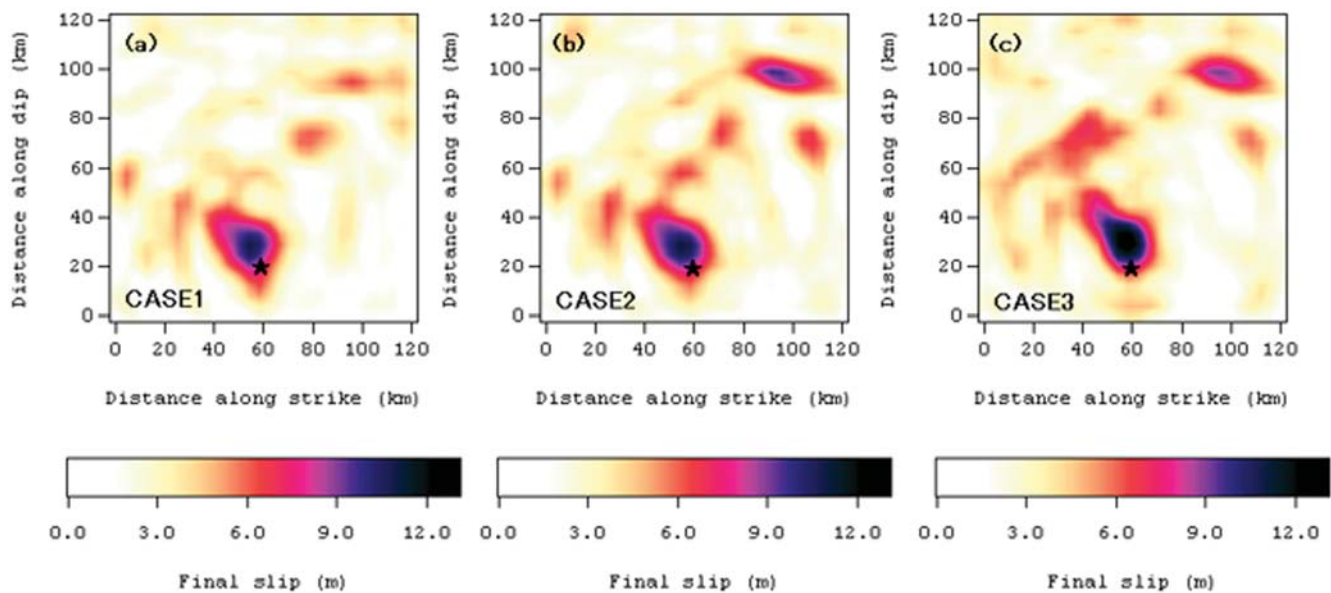 (a)
Distance along dip (km)
120
100
80
60
40
20
0
CASE1
0 20 40 60 80 100 120
Distance along strike (km)
0.0 3.0 6.0 9.0 12.0
Final slip (m)
(b)
Distance along dip (km)
120
100
80
60
40
20
0
CASE2
0 20 40 60 80 100 120
Distance along strike (km)
0.0 3.0 6.0 9.0 12.0
Final slip (m)
(c)
Distance along dip (km)
120
100
80
60
40
20
0
CASE3
0 20 40 60 80 100 120
Distance along strike (km)
0.0 3.0 6.0 9.0 12.0
Final slip (m)